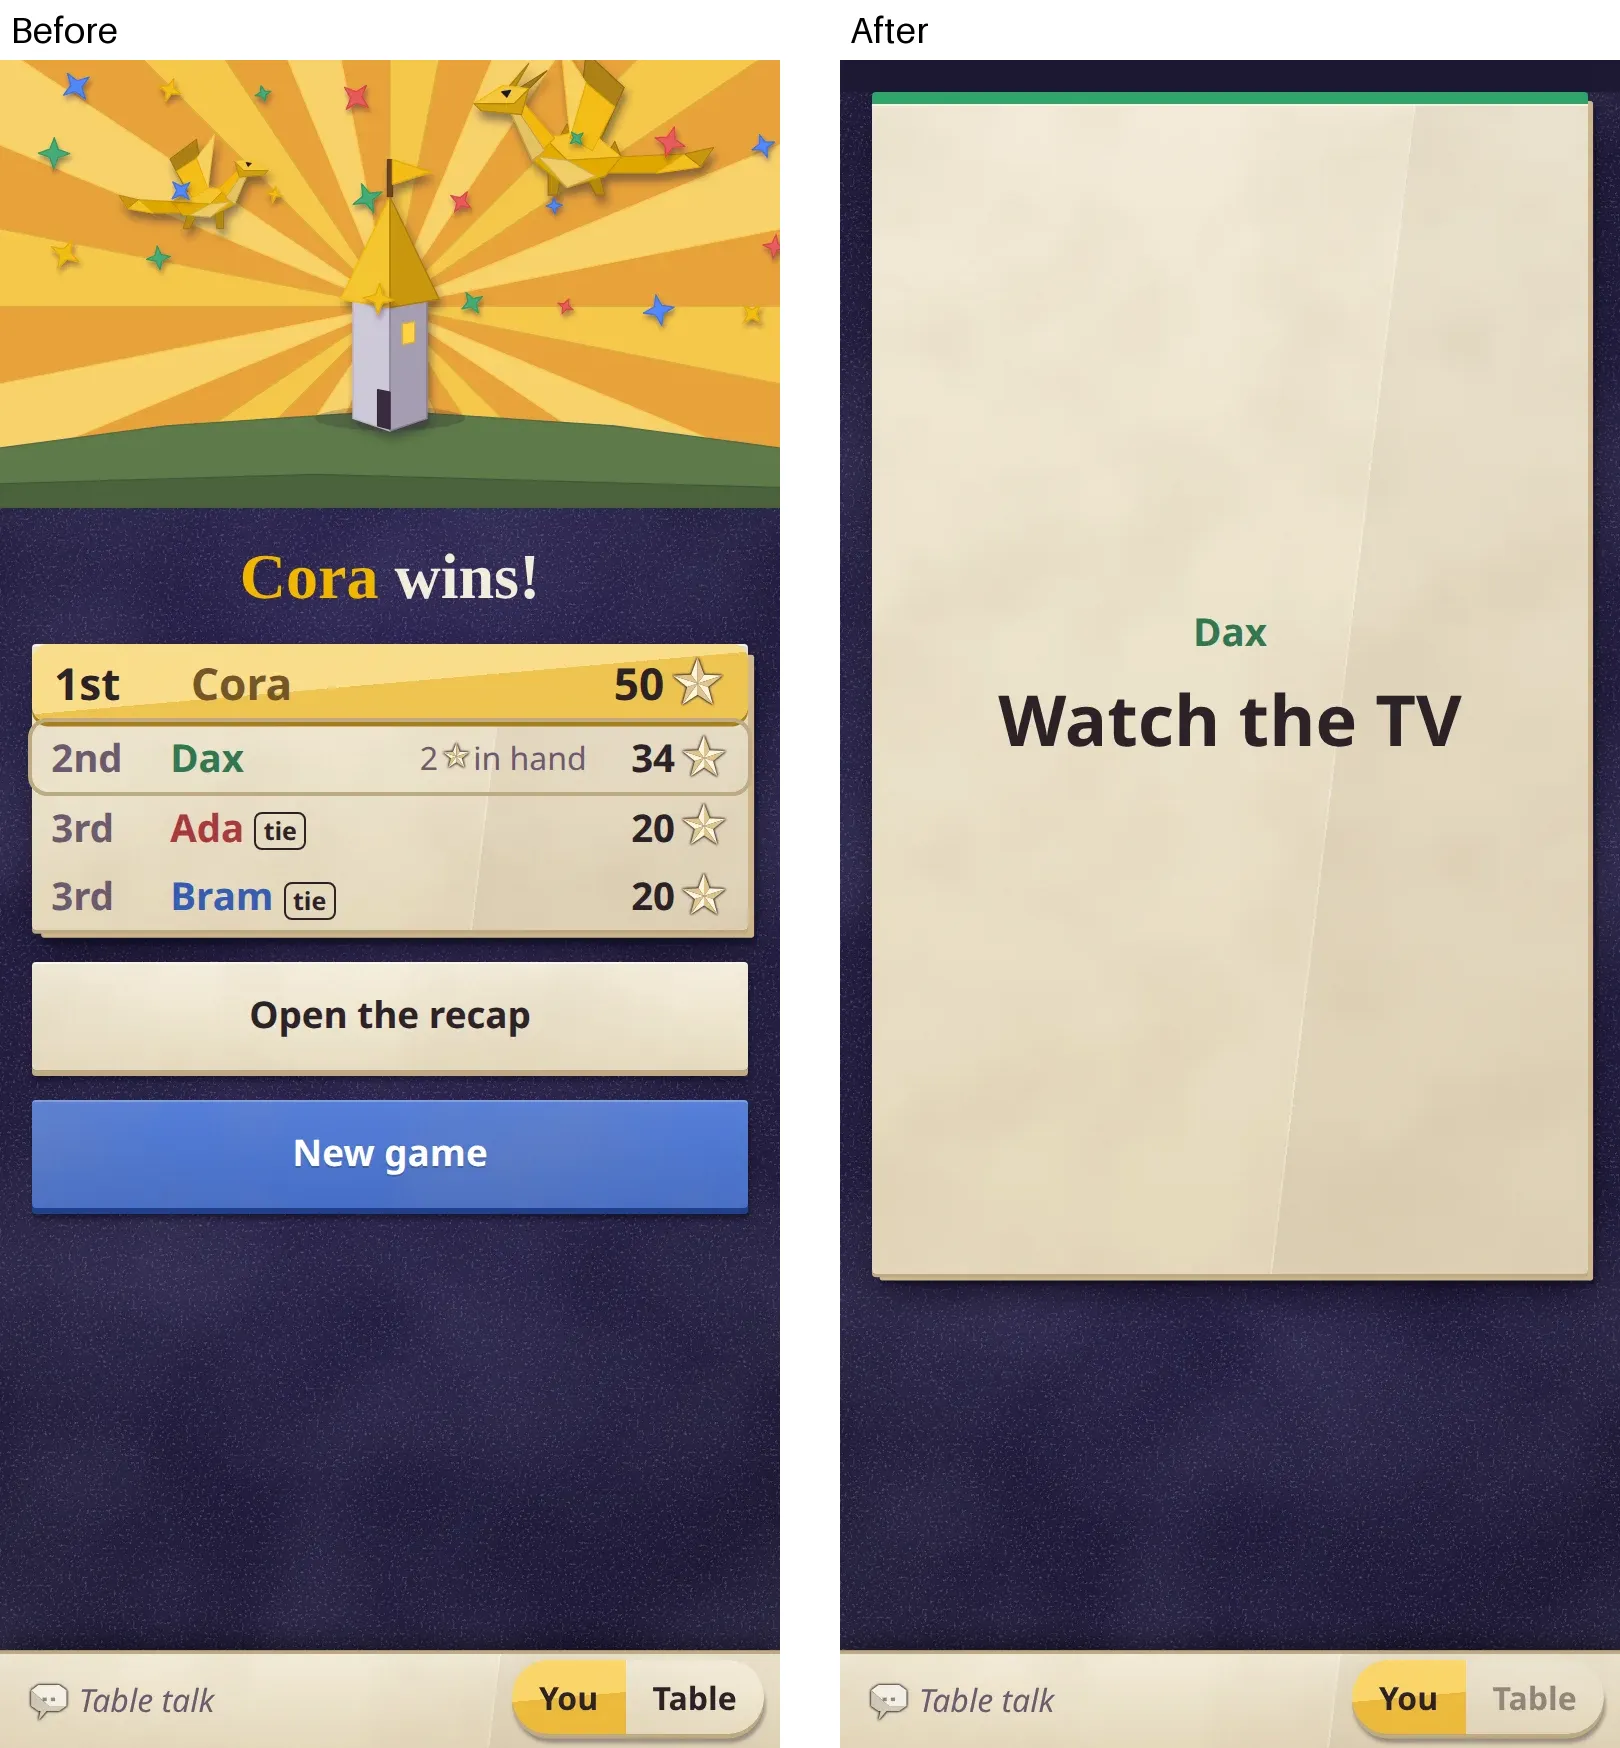 Before
Cora wins!
1st Cora 50
2nd Dax 2 in hand 34
3rd Ada tie 20
3rd Bram tie 20
Open the recap
New game
Table talk You Table
After
Dax
Watch the TV
Table talk You Table